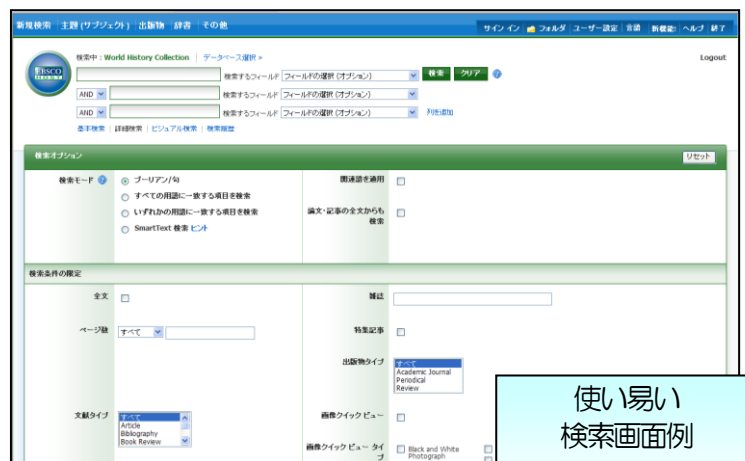 新規検索 主題 (サブジェクト) 出版物 辞書 その他 サイン イン フォルダ ユーザー設定 言語 新機能! ヘルプ 終了
検索中: World History Collection | データベース選択 » Logout
EBSCO HOST
検索するフィールド フィールドの選択 (オプション) 検索 クリア
AND 検索するフィールド フィールドの選択 (オプション)
AND 検索するフィールド フィールドの選択 (オプション) 列を追加
基本検索 | 詳細検索 | ビジュアル検索 | 検索履歴
検索オプション リセット
検索モード ブーリアン/句 関連語を適用
すべての用語に一致する項目を検索
いずれかの用語に一致する項目を検索 論文・記事の全文からも検索
SmartText 検索 ヒント
検索条件の限定
全文 雑誌
ページ数 すべて 特集記事
出版物タイプ すべて
Academic Journal
Periodical
Review
文献タイプ すべて 画像クイック ビュー
Article
Bibliography
Book Review
画像クイック ビュー タイプ Black and White Photograph
使い易い
検索画面例